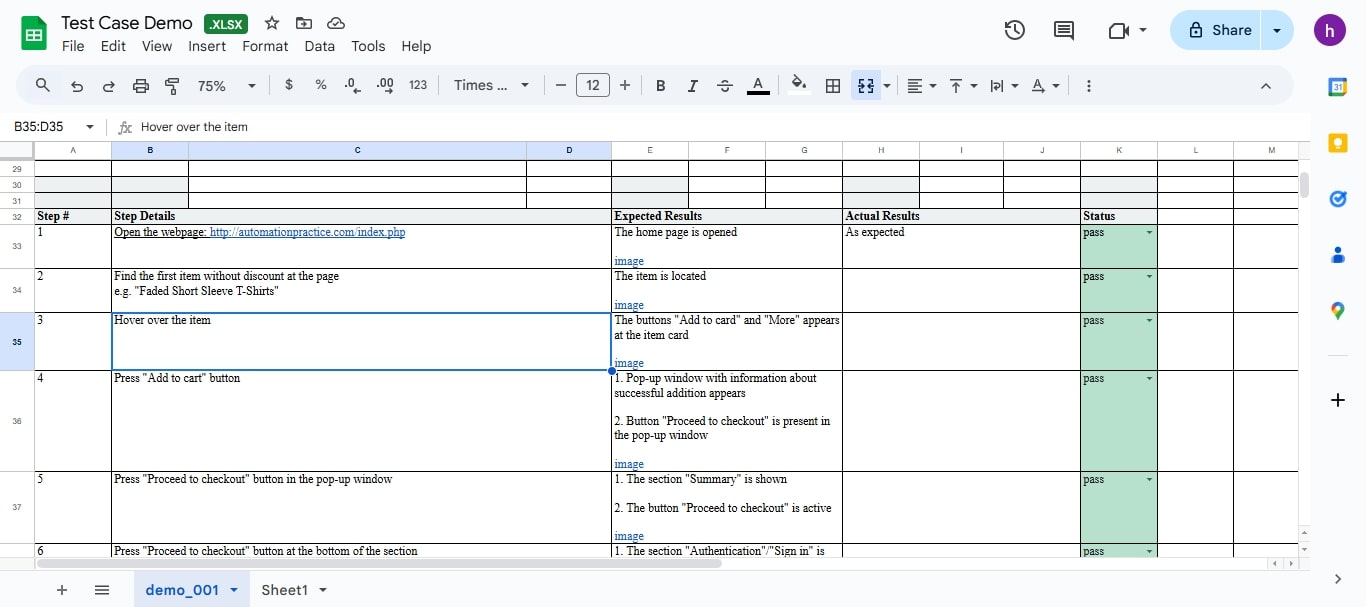 Test Case Demo .XLSX
File Edit View Insert Format Data Tools Help
Share
h
75% $ % .0 .00 123 Times ... 12 B I S A A
31
B35:D35 fx Hover over the item
A B C D E F G H I J K L M
29
30
31
32 Step # Step Details Expected Results Actual Results Status
33 1 Open the webpage: http://automationpractice.com/index.php The home page is opened As expected pass
image
34 2 Find the first item without discount at the page The item is located pass
e.g. "Faded Short Sleeve T-Shirts"
image
35 3 Hover over the item The buttons "Add to card" and "More" appears pass
at the item card
image
36 4 Press "Add to cart" button 1. Pop-up window with information about pass
successful addition appears
2. Button "Proceed to checkout" is present in
the pop-up window
image
37 5 Press "Proceed to checkout" button in the pop-up window 1. The section "Summary" is shown pass
2. The button "Proceed to checkout" is active
image
6 Press "Proceed to checkout" button at the bottom of the section 1. The section "Authentication"/"Sign in" is pass
demo_001 Sheet1